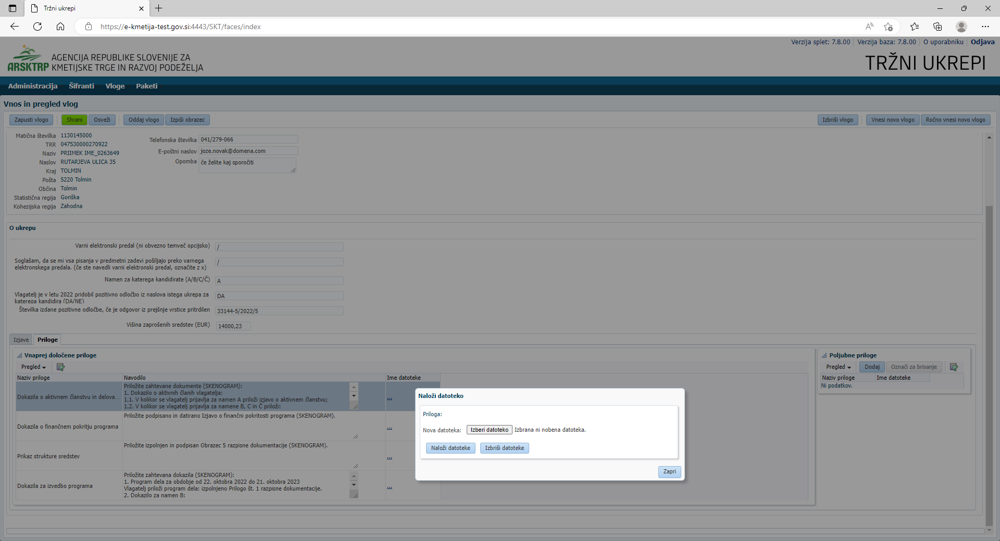 Tržni ukrepi
https://e-kmetija-test.gov.si:4443/SKT/faces/index
Verzija splet: 7.8.00
Verzija baza: 7.8.00
O uporabniku
Odjava
ARSKTRP
AGENCIJA REPUBLIKE SLOVENIJE ZA
KMETIJSKE TRGE IN RAZVOJ PODEŽELJA
TRŽNI UKREPI
Administracija
Šifranti
Vloge
Paketi
Vnos in pregled vlog
Zapusti vlogo
Shrani
Osveži
Oddaj vlogo
Izpiši obrazec
Izbriši vlogo
Vnesi novo vlogo
Ročno vnesi novo vlogo
Matična številka 1130145000
TRR 047530000270922
Naziv PRIIMEK IME_0263649
Naslov RUTARJEVA ULICA 35
Kraj TOLMIN
Pošta 5220 Tolmin
Občina Tolmin
Statistična regija Goriška
Kohezijska regija Zahodna
Telefonska številka 041/279-066
E-poštni naslov joze.novak@domena.com
Opomba če želite kaj sporočiti
O ukrepu
Varni elektronski predal (ni obvezno temveč opcijsko) /
Soglašam, da se mi vsa pisanja v predmetni zadevi pošiljajo preko varnega
elektronskega predala. (če ste navedli varni elektronski predal, označite z x) /
Namen za katerega kandidirate (A/B/C/Č) A
Vlagatelj je v letu 2022 pridobil pozitivno odločbo iz naslova istega ukrepa za
katerega kandidira (DA/NE) DA
Številka izdane pozitivne odločbe, če je odgovor iz prejšnje vrstice pritrdilen 33144-5/2022/5
Višina zaprošenih sredstev (EUR) 14000,23
Izjave
Priloge
Vnaprej določene priloge
Pregled
Naziv priloge Navodilo Ime datoteke
Dokazila o aktivnem članstvu in delova...
Priložite zahtevane dokumente (SKENOGRAM):
1. Dokazilo o aktivnih članih vlagatelja:
1.1. V kolikor se vlagatelj prijavlja za namen A priloži izjavo o aktivnem članstvu;
1.2. V kolikor se vlagatelj prijavlja za namene B, C in Č priloži:
...
Dokazila o finančnem pokritju programa
Priložite podpisano in datirano Izjavo o finančni pokritosti programa (SKENOGRAM).
...
Prikaz strukture sredstev
Priložite izpolnjen in podpisan Obrazec 5 razpisne dokumentacije (SKENOGRAM).
...
Dokazila za izvedbo programa
Priložite zahtevana dokazila (SKENOGRAM):
1. Program dela za obdobje od 22. oktobra 2022 do 21. oktobra 2023
Vlagatelj priloži program dela: izpolnjeno Prilogo št. 1 razpisne dokumentacije.
2. Dokazilo za namen B:
...
Poljubne priloge
Pregled
Dodaj
Označi za brisanje
Naziv priloge Ime datoteke
Ni podatkov.
Naloži datoteko
Priloga:
Nova datoteka: Izberi datoteko Izbrana ni nobena datoteka.
Naloži datoteke
Izbriši datoteke
Zapri